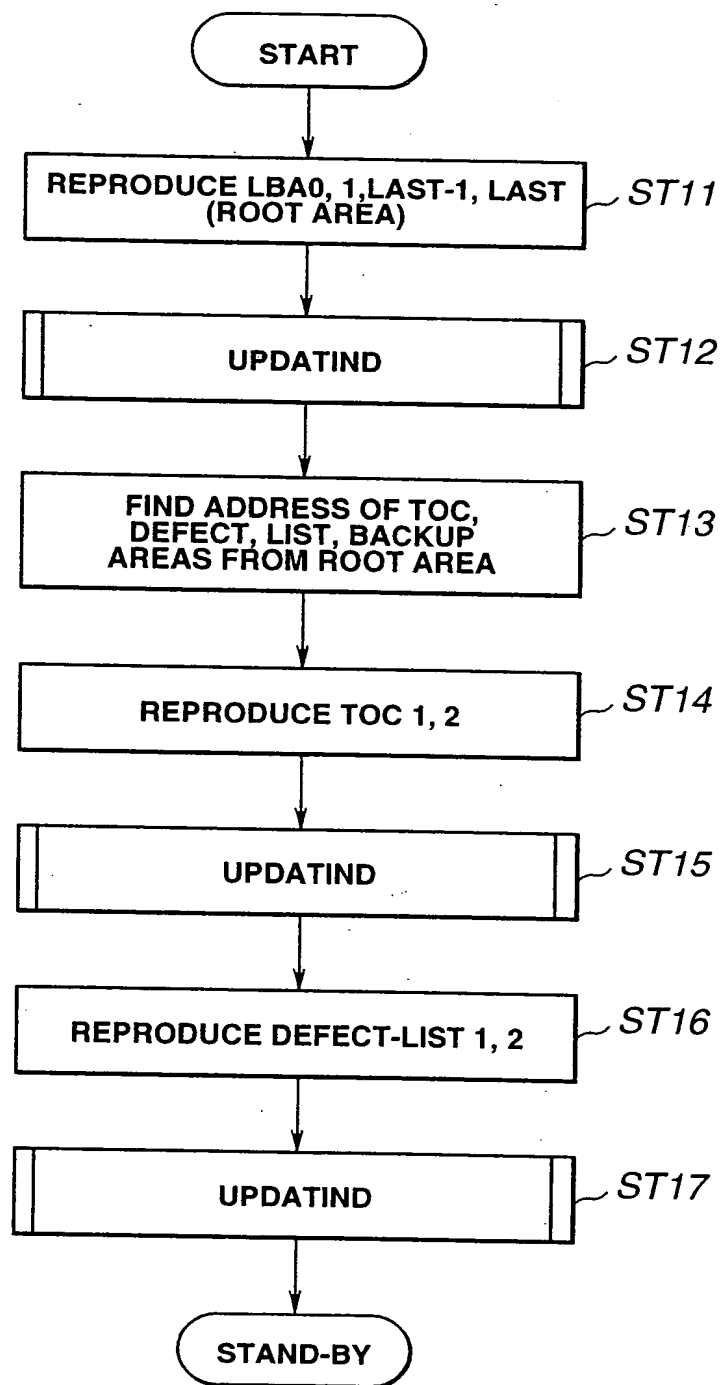 START
REPRODUCE LBA0, 1,LAST-1, LAST
(ROOT AREA)
ST11
UPDATIND
ST12
FIND ADDRESS OF TOC,
DEFECT, LIST, BACKUP
AREAS FROM ROOT AREA
ST13
REPRODUCE TOC 1, 2
ST14
UPDATIND
ST15
REPRODUCE DEFECT-LIST 1, 2
ST16
UPDATIND
ST17
STAND-BY